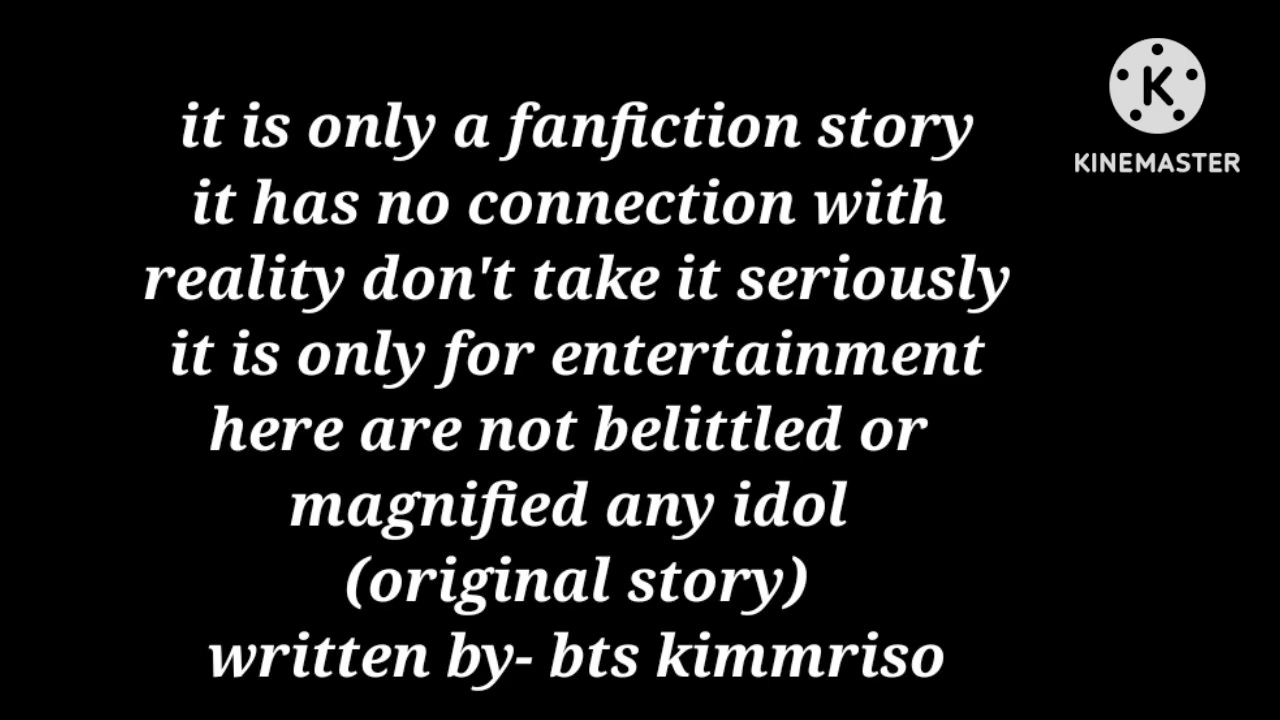 it is only a fanfiction story
it has no connection with
reality don't take it seriously
it is only for entertainment
here are not belittled or
magnified any idol
(original story)
written by- bts kimmriso
K
KINEMASTER